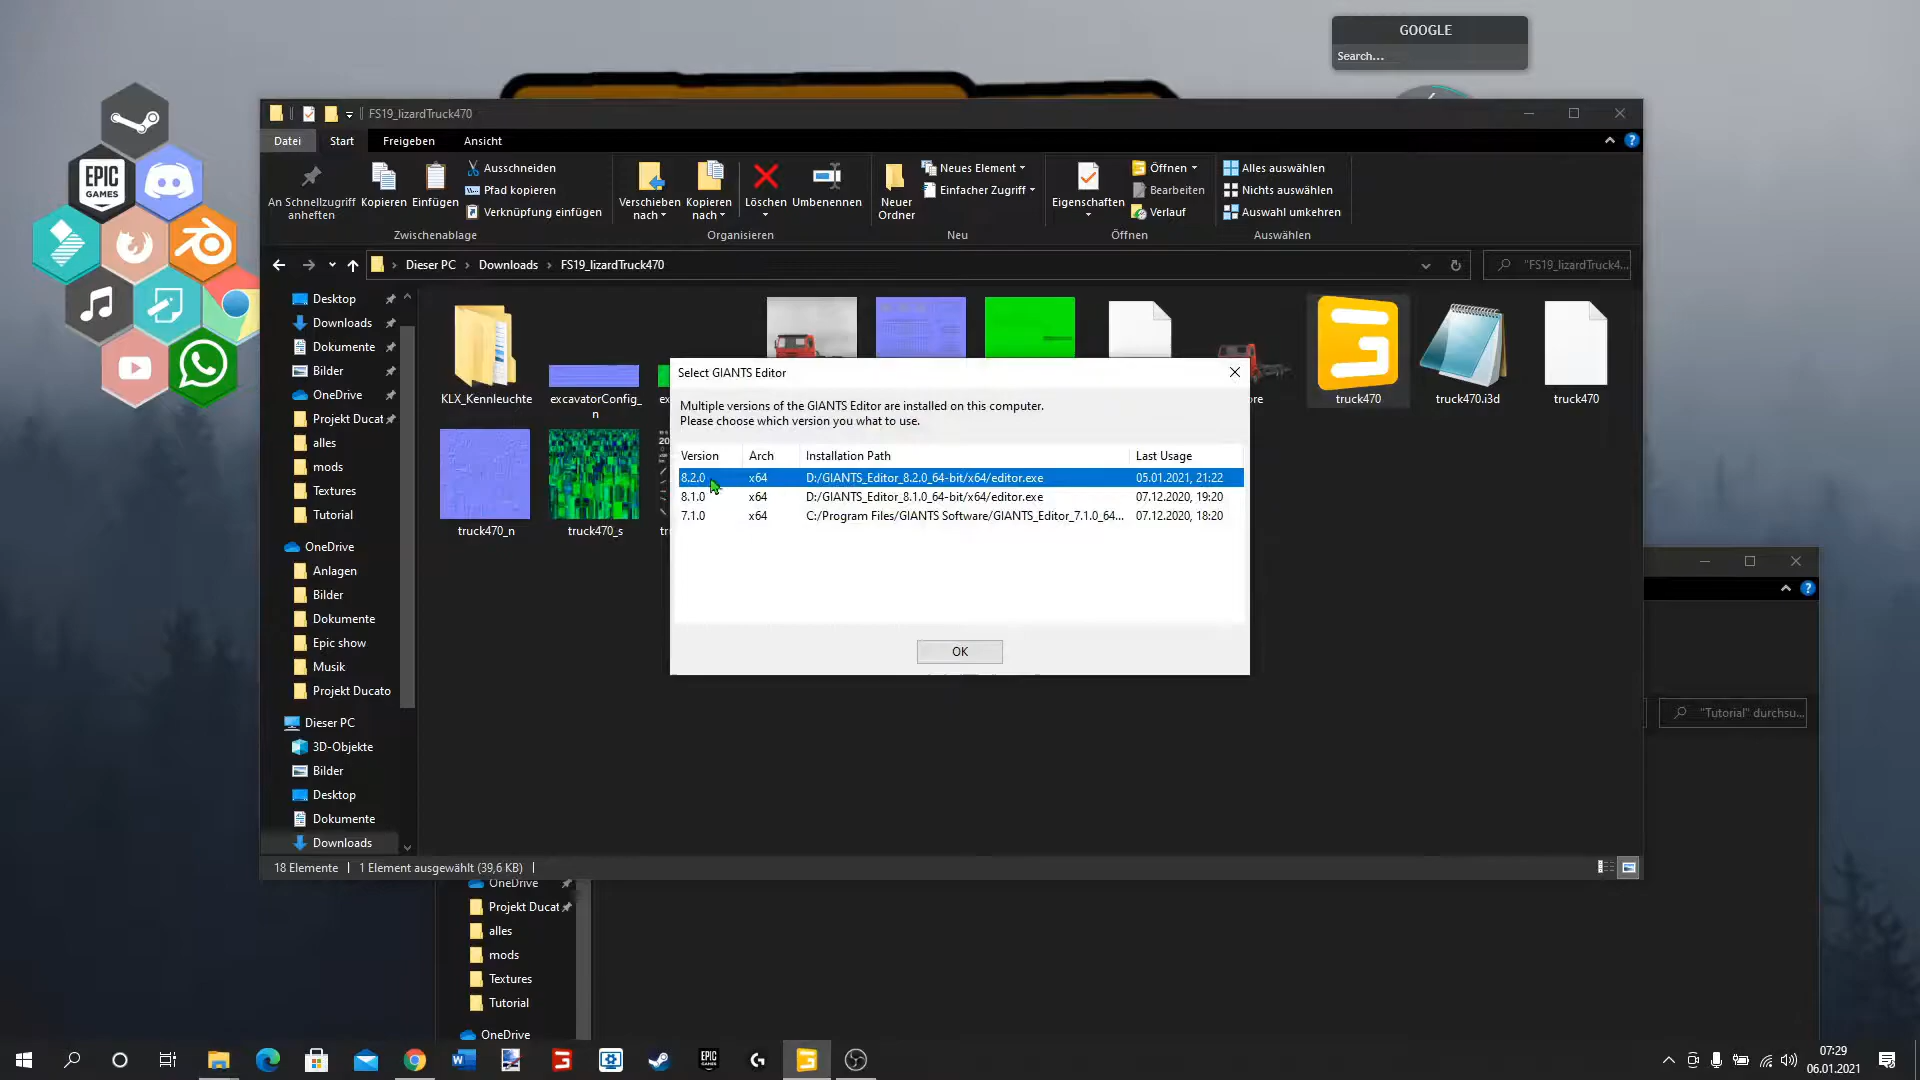 GOOGLE
Search...
EPIC
GAMES
FS19_lizardTruck470
Datei
Start
Freigeben
Ansicht
An Schnellzugriff
anheften
Kopieren
Einfügen
Ausschneiden
Pfad kopieren
Verknüpfung einfügen
Zwischenablage
Verschieben
nach
Kopieren
nach
Löschen
Umbenennen
Organisieren
Neuer
Ordner
Neues Element
Einfacher Zugriff
Neu
Eigenschaften
Öffnen
Bearbeiten
Verlauf
Öffnen
Alles auswählen
Nichts auswählen
Auswahl umkehren
Auswählen
Dieser PC
Downloads
FS19_lizardTruck470
"FS19_lizardTruck4...
Desktop
Downloads
Dokumente
Bilder
OneDrive
Projekt Ducat
alles
mods
Textures
Tutorial
OneDrive
Anlagen
Bilder
Dokumente
Epic show
Musik
Projekt Ducato
Dieser PC
3D-Objekte
Bilder
Desktop
Dokumente
Downloads
KLX_Kennleuchte
excavatorConfig_
n
truck470
truck470.i3d
truck470
truck470_n
truck470_s
Select GIANTS Editor
Multiple versions of the GIANTS Editor are installed on this computer.
Please choose which version you what to use.
Version Arch Installation Path Last Usage
8.2.0 x64 D:/GIANTS_Editor_8.2.0_64-bit/x64/editor.exe 05.01.2021, 21:22
8.1.0 x64 D:/GIANTS_Editor_8.1.0_64-bit/x64/editor.exe 07.12.2020, 19:20
7.1.0 x64 C:/Program Files/GIANTS Software/GIANTS_Editor_7.1.0_64... 07.12.2020, 18:20
OK
"Tutorial" durchsu...
18 Elemente
1 Element ausgewählt (39,6 KB)
OneDrive
Projekt Ducat
alles
mods
Textures
Tutorial
OneDrive
EPIC
GAMES
07:29
06.01.2021